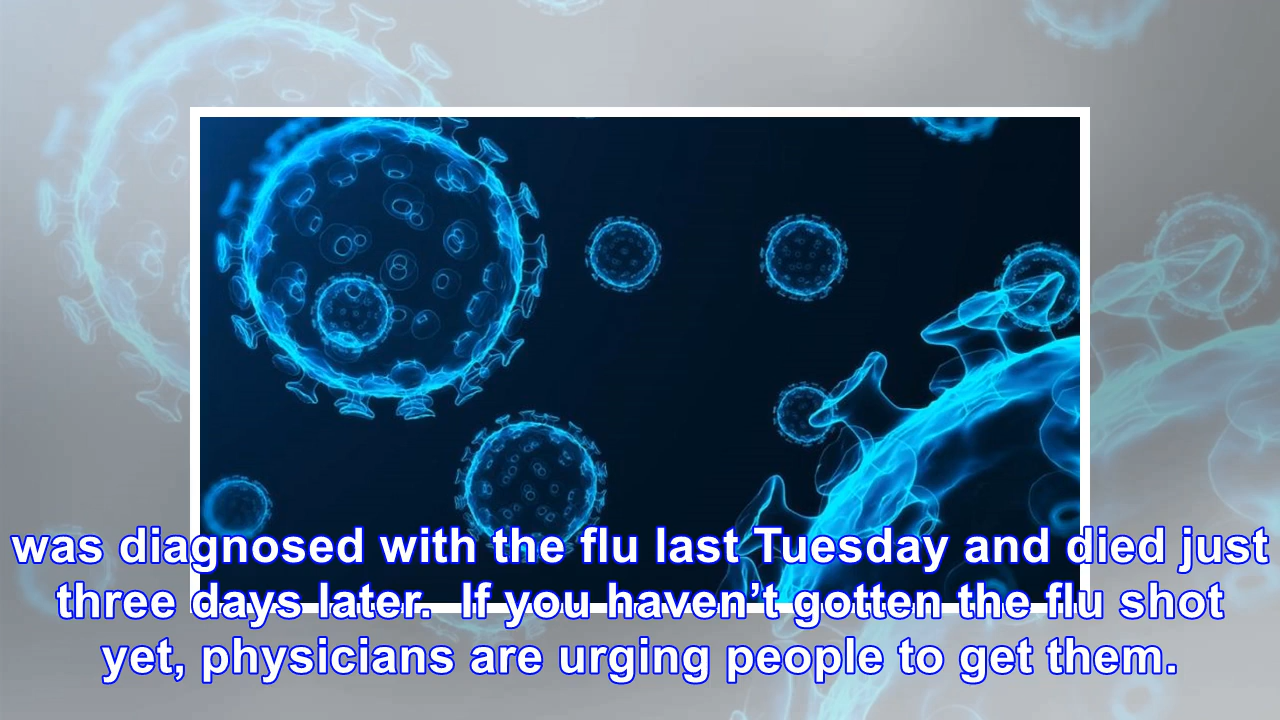 was diagnosed with the flu last Tuesday and died just
three days later.  If you haven’t gotten the flu shot
yet, physicians are urging people to get them.